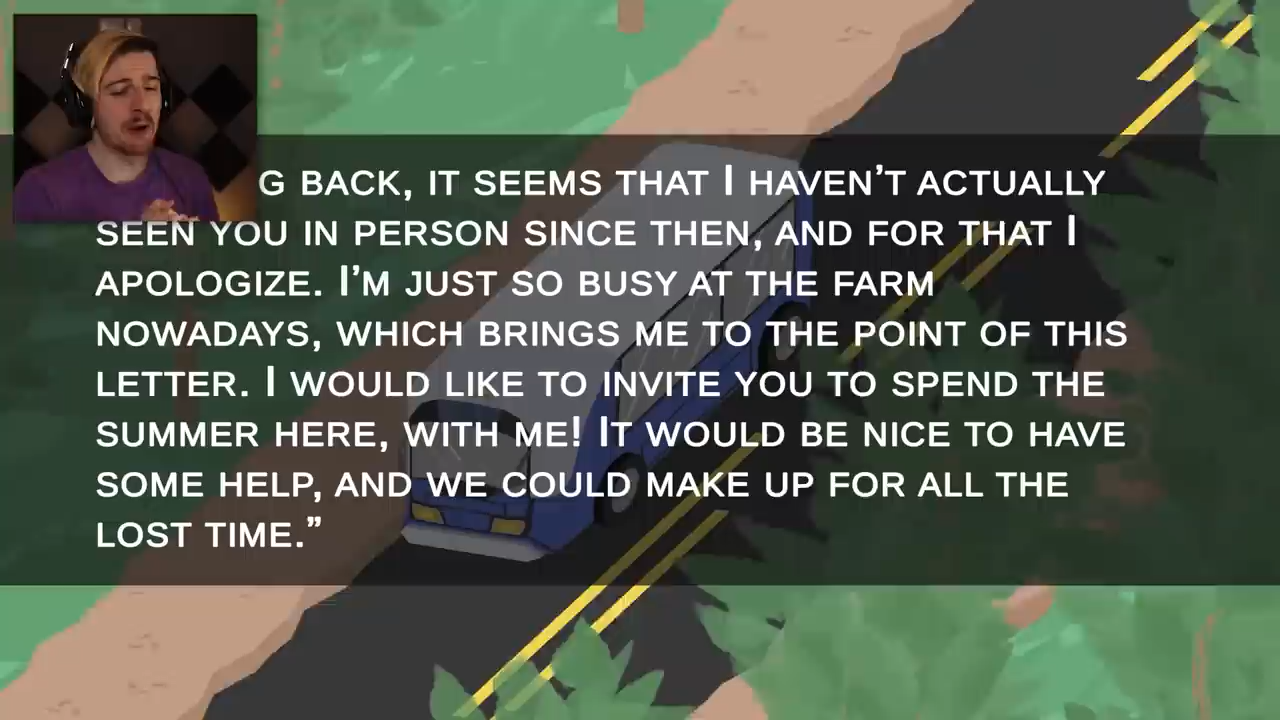 G BACK, IT SEEMS THAT I HAVEN'T ACTUALLY
SEEN YOU IN PERSON SINCE THEN, AND FOR THAT I
APOLOGIZE. I'M JUST SO BUSY AT THE FARM
NOWADAYS, WHICH BRINGS ME TO THE POINT OF THIS
LETTER. I WOULD LIKE TO INVITE YOU TO SPEND THE
SUMMER HERE, WITH ME! IT WOULD BE NICE TO HAVE
SOME HELP, AND WE COULD MAKE UP FOR ALL THE
LOST TIME.”